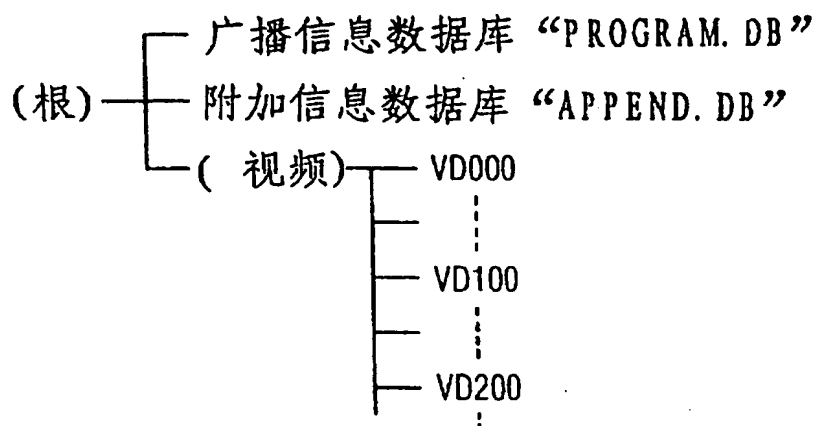 广播信息数据库 “PROGRAM. DB”
(根)
附加信息数据库 “APPEND. DB”
( 视频)
VD000
VD100
VD200